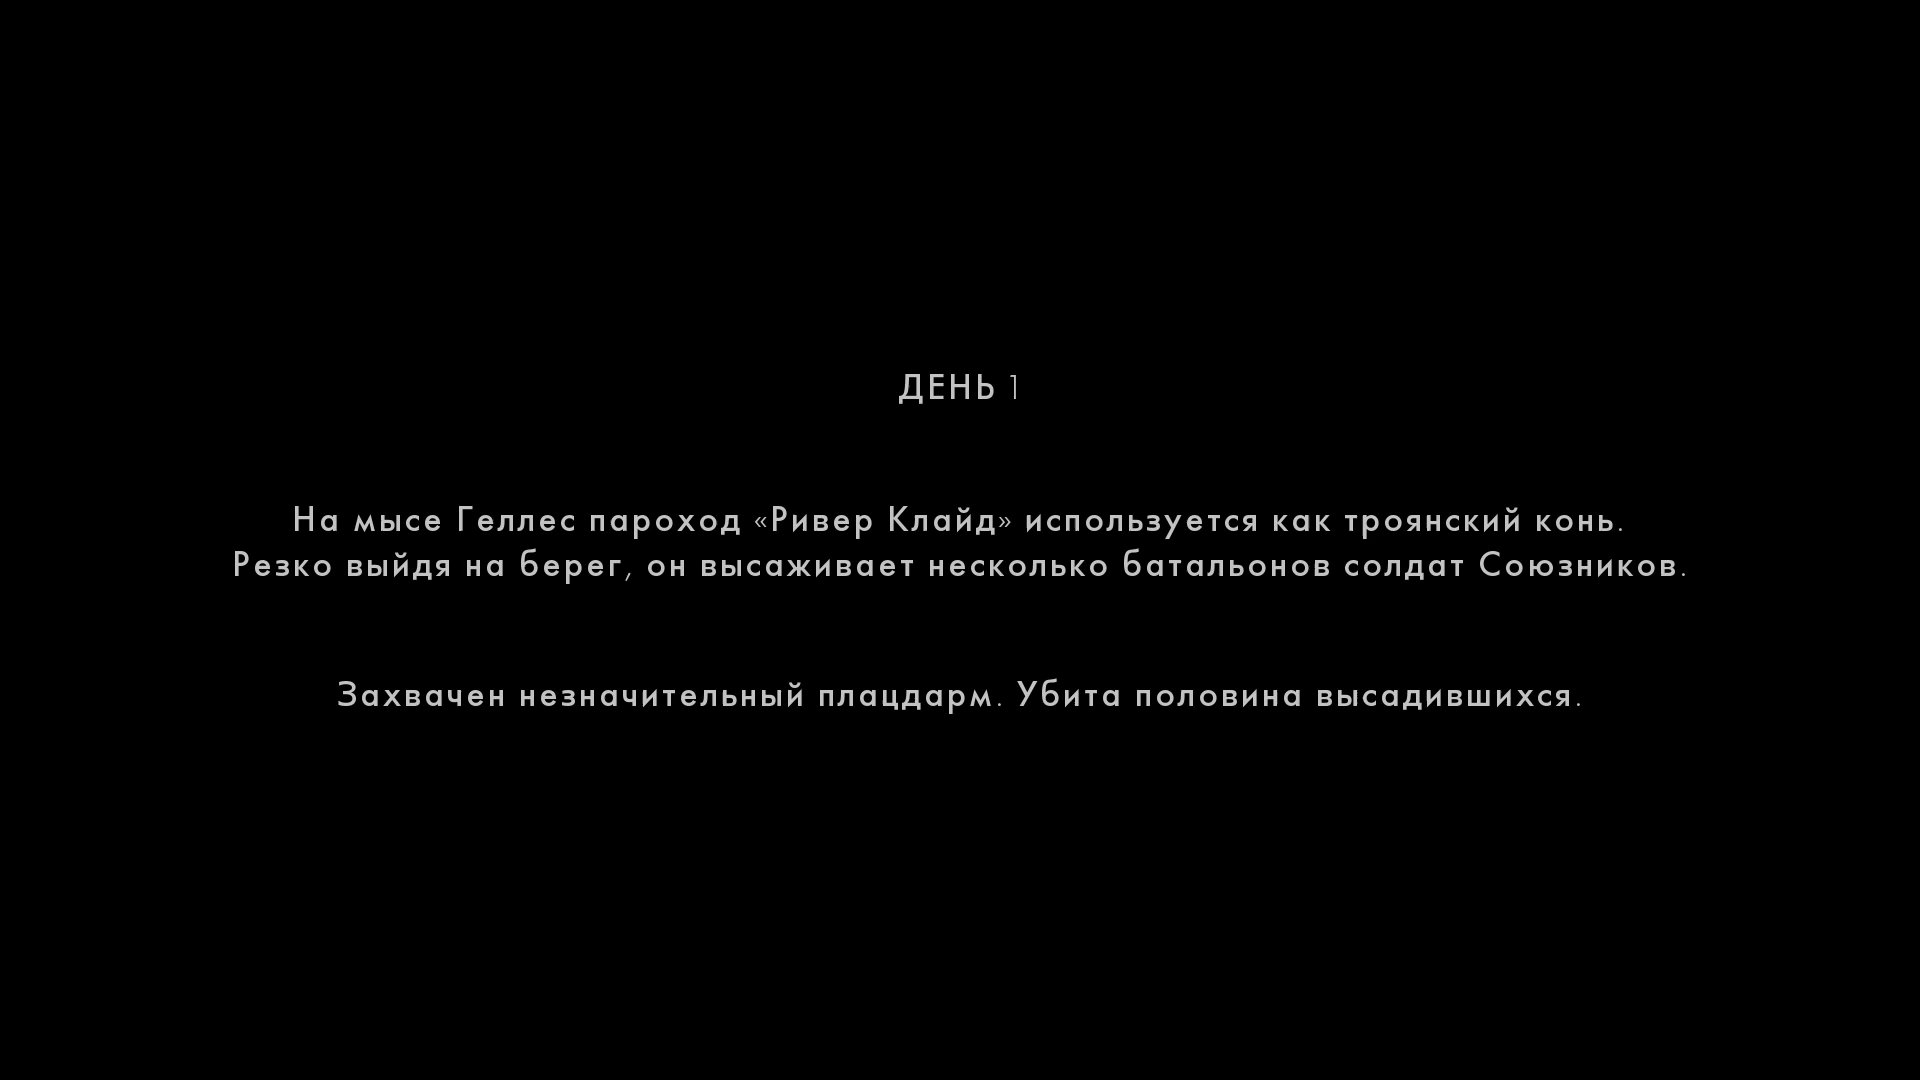 ДЕНЬ 1
На мысе Геллес пароход «Ривер Клайд» используется как троянский конь.
Резко выйдя на берег, он высаживает несколько батальонов солдат Союзников.
Захвачен незначительный плацдарм. Убита половина высадившихся.